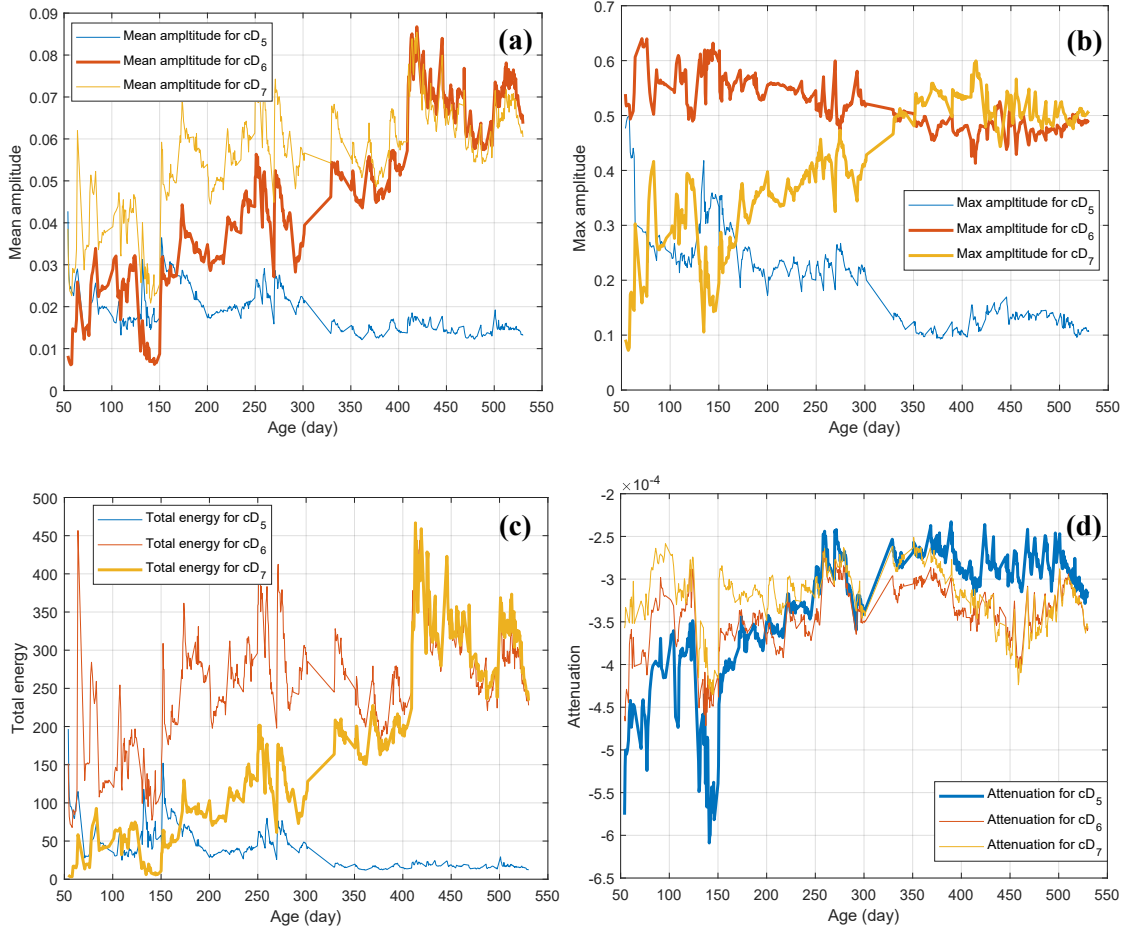 (a)
Mean ampltitude for cD5
Mean ampltitude for cD6
Mean ampltitude for cD7
0.09
0.08
0.07
0.06
0.05
0.04
0.03
0.02
0.01
0
Mean amplitude
50 100 150 200 250 300 350 400 450 500 550
Age (day)
(b)
0.7
0.6
0.5
0.4
0.3
0.2
0.1
0
Max amplitude
Max ampltitude for cD5
Max ampltitude for cD6
Max ampltitude for cD7
50 100 150 200 250 300 350 400 450 500 550
Age (day)
(c)
Total energy for cD5
Total energy for cD6
Total energy for cD7
500
450
400
350
300
250
200
150
100
50
0
Total energy
50 100 150 200 250 300 350 400 450 500 550
Age (day)
×10-4
(d)
-2
-2.5
-3
-3.5
-4
-4.5
-5
-5.5
-6
-6.5
Attenuation
Attenuation for cD5
Attenuation for cD6
Attenuation for cD7
50 100 150 200 250 300 350 400 450 500 550
Age (day)